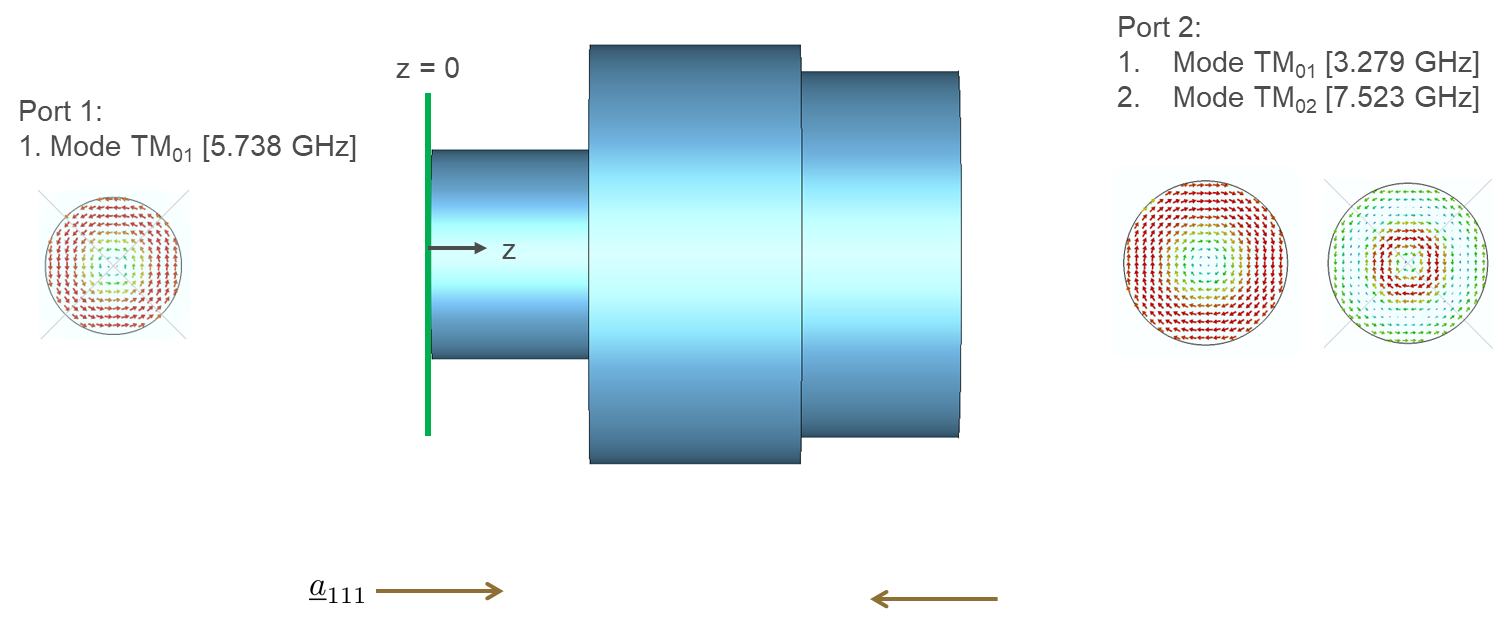 Port 2:
1. Mode TM₀₁ [3.279 GHz]
2. Mode TM₀₂ [7.523 GHz]
z = 0
Port 1:
1. Mode TM₀₁ [5.738 GHz]
z
a₁₁₁